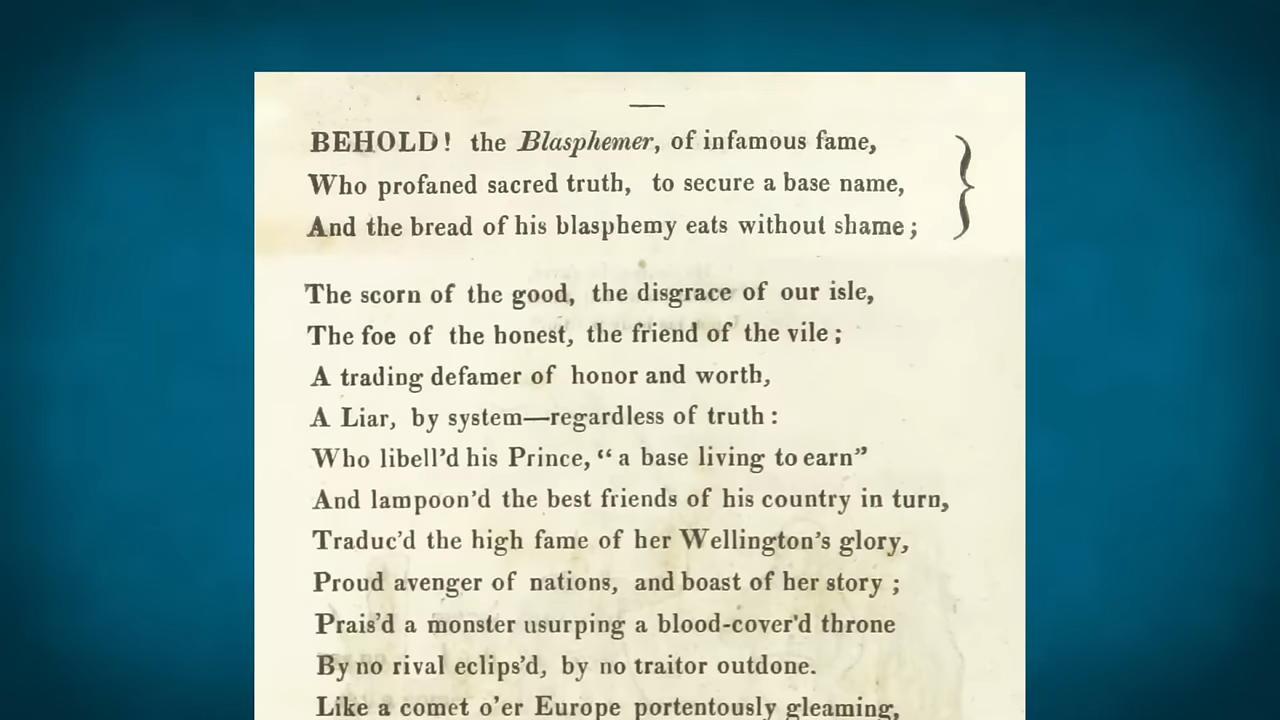 BEHOLD! the Blasphemer, of infamous fame,
Who profaned sacred truth, to secure a base name,
And the bread of his blasphemy eats without shame;
The scorn of the good, the disgrace of our isle,
The foe of the honest, the friend of the vile;
A trading defamer of honor and worth,
A Liar, by system—regardless of truth:
Who libell'd his Prince, “a base living to earn”
And lampoon'd the best friends of his country in turn,
Traduc'd the high fame of her Wellington's glory,
Proud avenger of nations, and boast of her story;
Prais'd a monster usurping a blood-cover'd throne
By no rival eclips'd, by no traitor outdone.
Like a comet o'er Europe portentously gleaming,